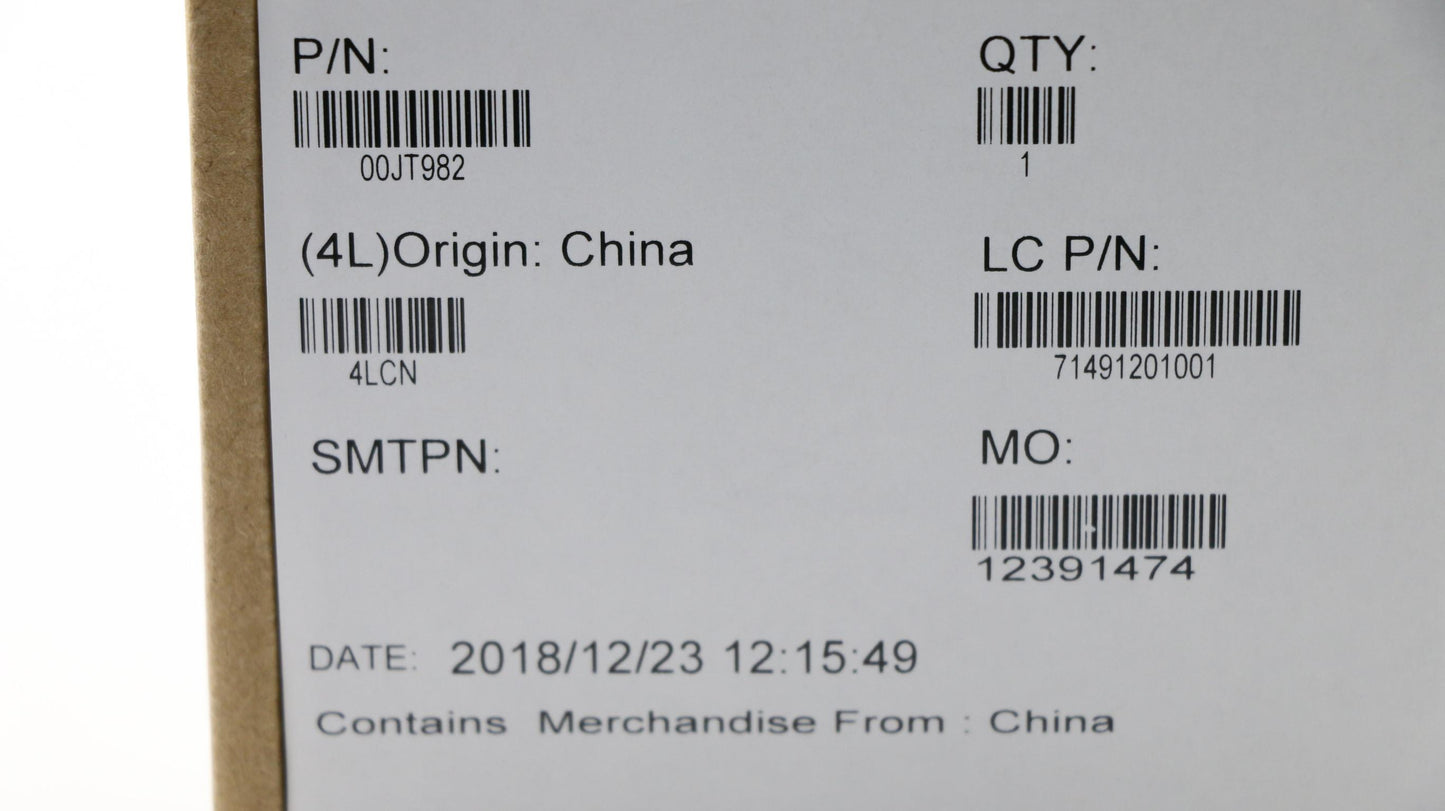 P/N:
00JT982
QTY:
1
(4L)Origin: China
4LCN
LC P/N:
71491201001
SMTPN:
MO:
12391474
DATE: 2018/12/23 12:15:49
Contains Merchandise From : China